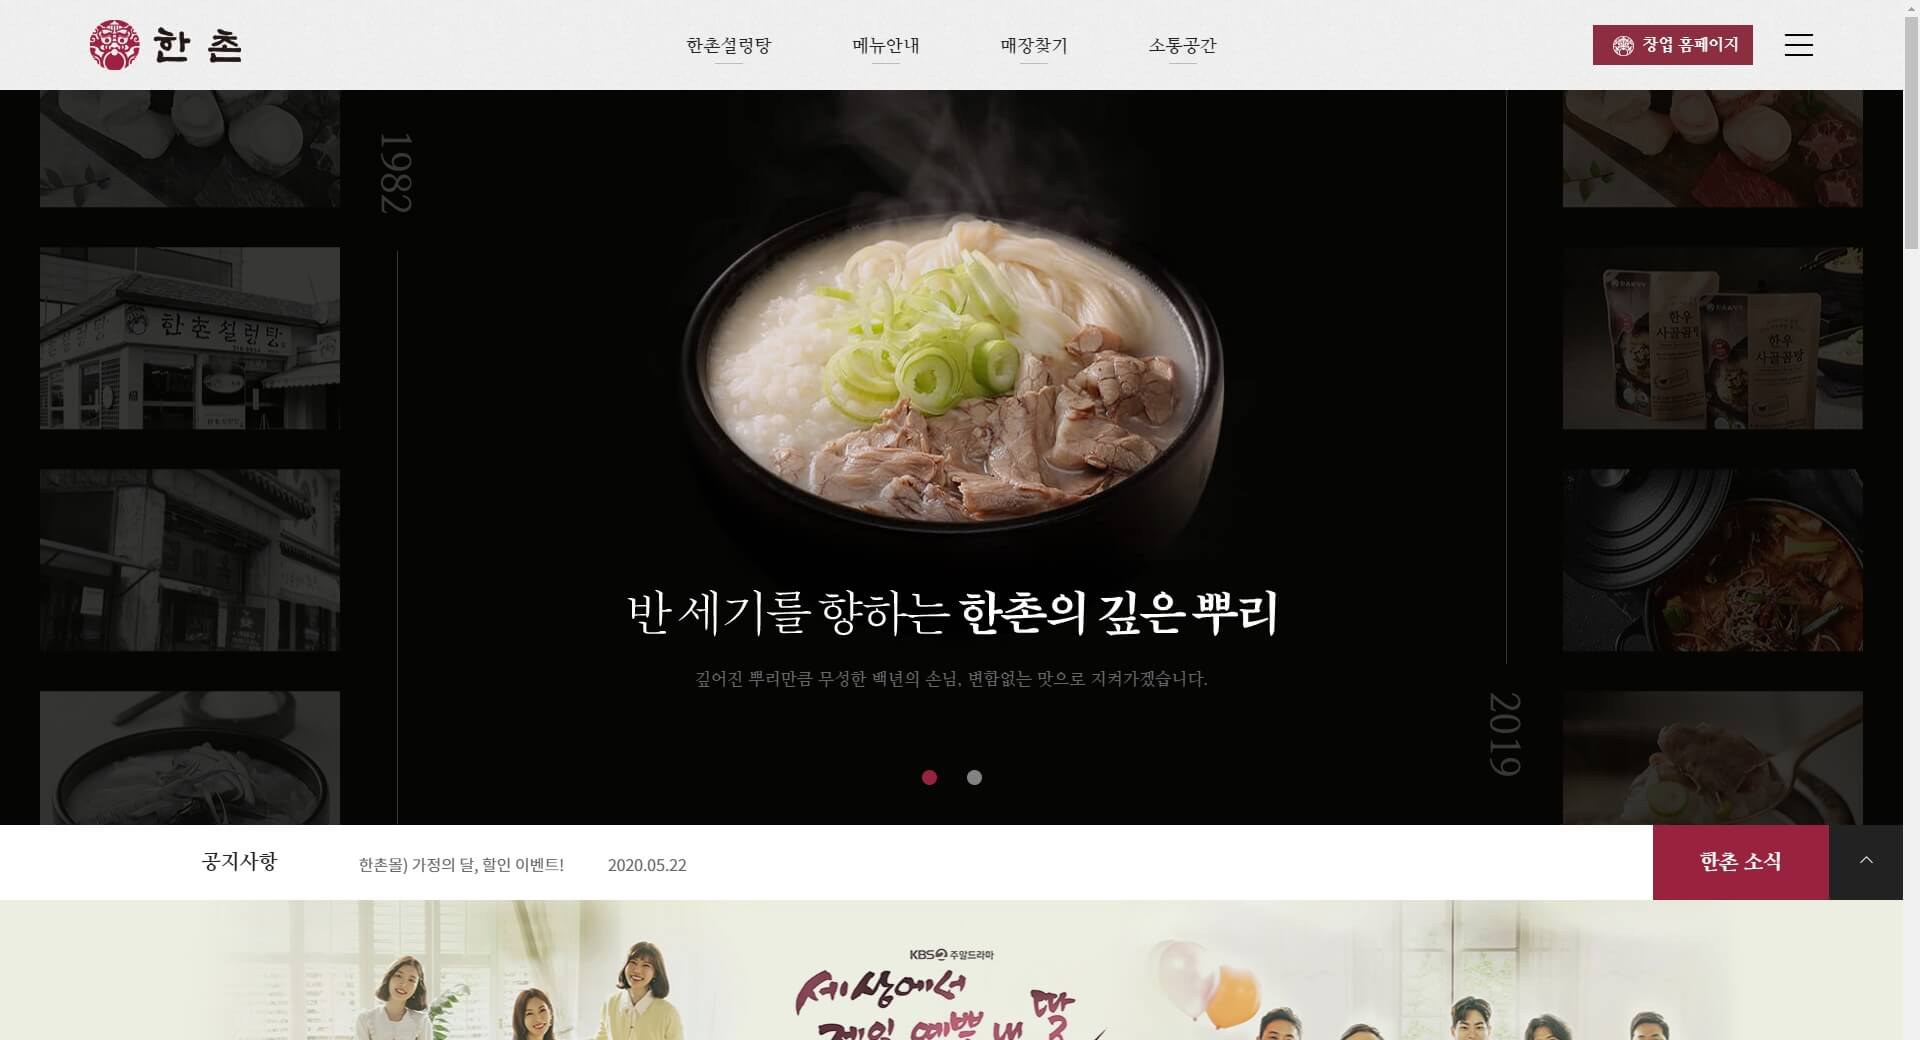 한촌
한촌설렁탕
메뉴안내
매장찾기
소통공간
창업 홈페이지
1982
한촌설렁탕
한우
사골곰탕
한우
사골곰탕
반 세기를 향하는 한촌의 깊은 뿌리
깊어진 뿌리만큼 무성한 백년의 손님, 변함없는 맛으로 지켜가겠습니다.
2019
공지사항
한촌몰) 가정의 달, 할인 이벤트!
2020.05.22
한촌 소식
KBS2 주말드라마
세상에서
제일 예쁜 내 딸